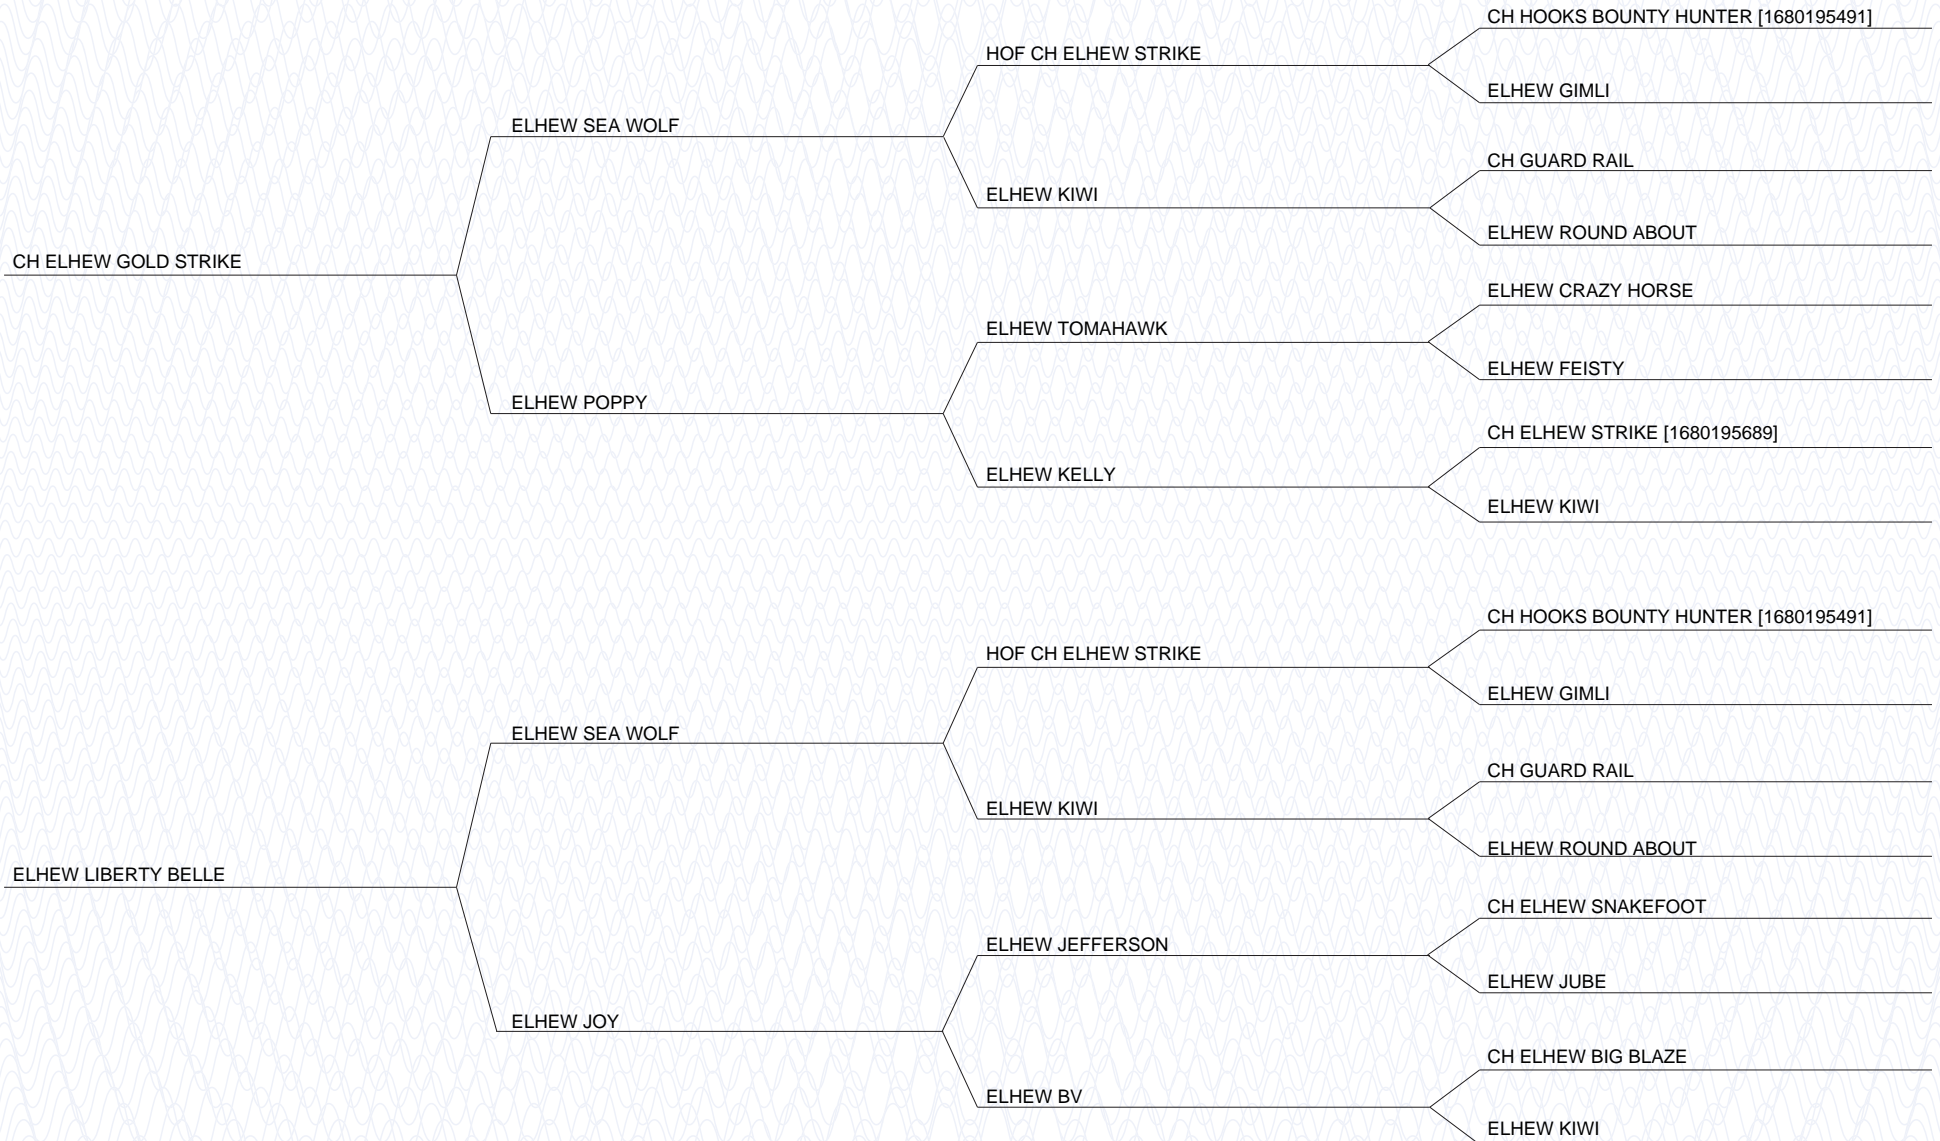 CH HOOKS BOUNTY HUNTER [1680195491]
HOF CH ELHEW STRIKE
ELHEW GIMLI
ELHEW SEA WOLF
CH GUARD RAIL
ELHEW KIWI
ELHEW ROUND ABOUT
CH ELHEW GOLD STRIKE
ELHEW CRAZY HORSE
ELHEW TOMAHAWK
ELHEW FEISTY
ELHEW POPPY
CH ELHEW STRIKE [1680195689]
ELHEW KELLY
ELHEW KIWI
CH HOOKS BOUNTY HUNTER [1680195491]
HOF CH ELHEW STRIKE
ELHEW GIMLI
ELHEW SEA WOLF
CH GUARD RAIL
ELHEW KIWI
ELHEW ROUND ABOUT
ELHEW LIBERTY BELLE
CH ELHEW SNAKEFOOT
ELHEW JEFFERSON
ELHEW JUBE
ELHEW JOY
CH ELHEW BIG BLAZE
ELHEW BV
ELHEW KIWI